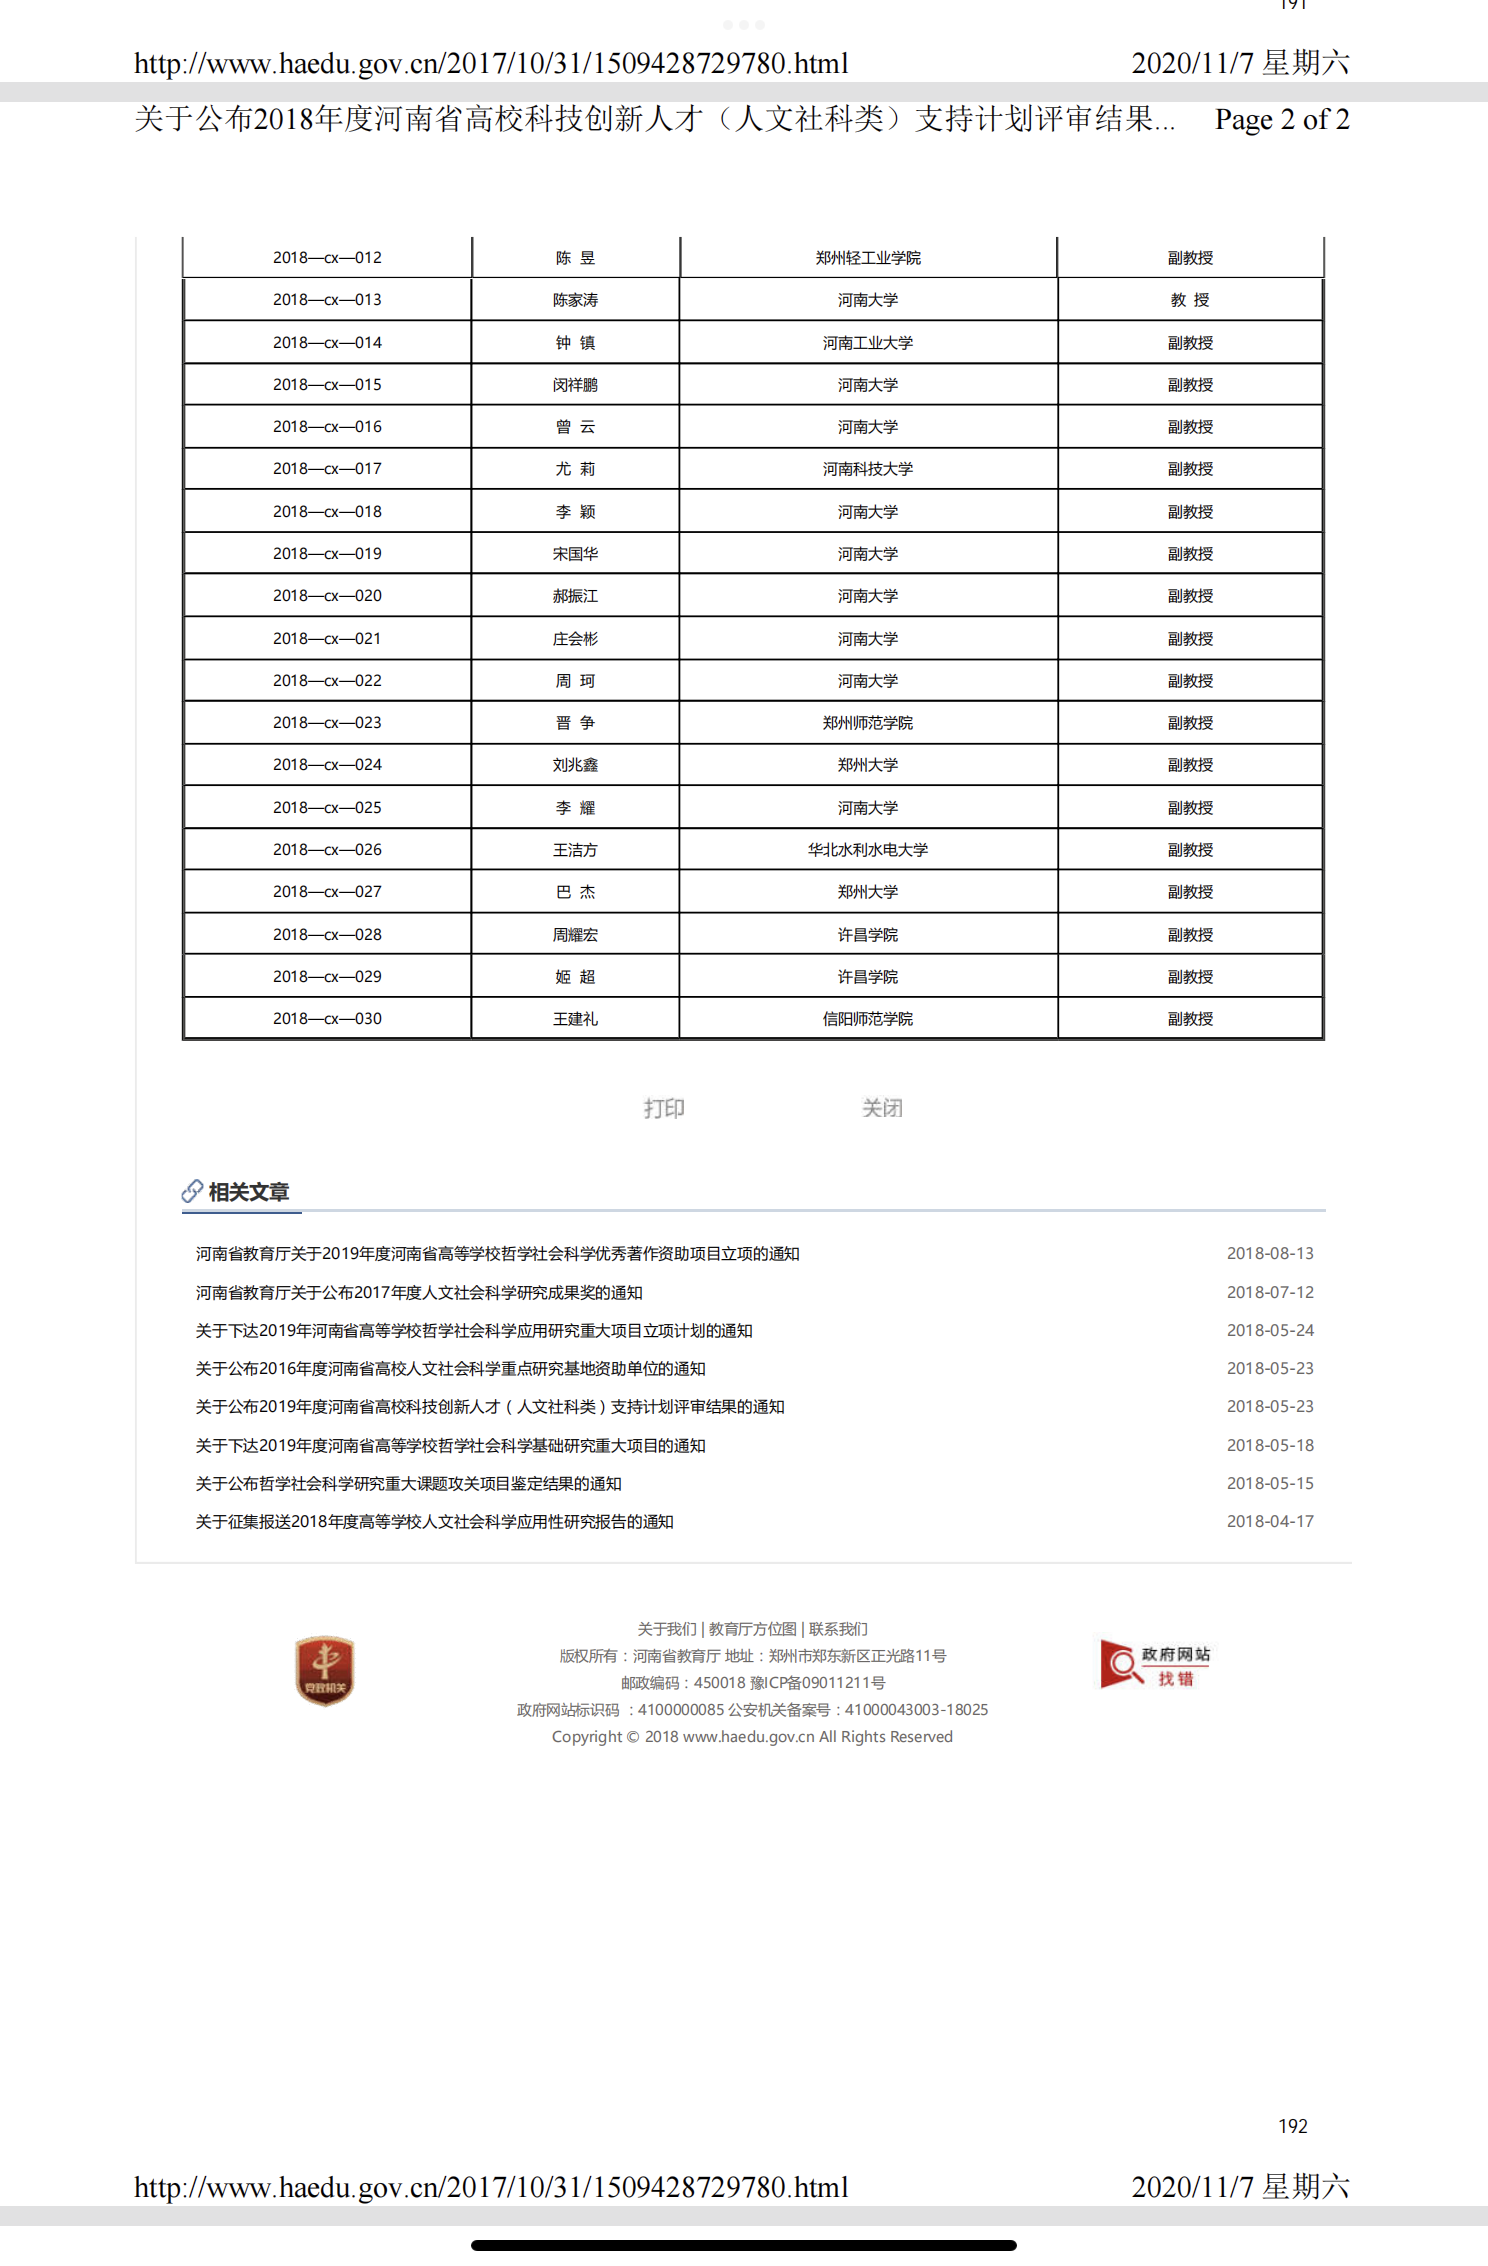 191
http://www.haedu.gov.cn/2017/10/31/1509428729780.html 2020/11/7 星期六
关于公布2018年度河南省高校科技创新人才（人文社科类）支持计划评审结果... Page 2 of 2
2018—cx—012 陈 昱 郑州轻工业学院 副教授
2018—cx—013 陈家涛 河南大学 教 授
2018—cx—014 钟 镇 河南工业大学 副教授
2018—cx—015 闵祥鹏 河南大学 副教授
2018—cx—016 曾 云 河南大学 副教授
2018—cx—017 尤 莉 河南科技大学 副教授
2018—cx—018 李 颖 河南大学 副教授
2018—cx—019 宋国华 河南大学 副教授
2018—cx—020 郝振江 河南大学 副教授
2018—cx—021 庄会彬 河南大学 副教授
2018—cx—022 周 珂 河南大学 副教授
2018—cx—023 晋 争 郑州师范学院 副教授
2018—cx—024 刘兆鑫 郑州大学 副教授
2018—cx—025 李 耀 河南大学 副教授
2018—cx—026 王洁方 华北水利水电大学 副教授
2018—cx—027 巴 杰 郑州大学 副教授
2018—cx—028 周耀宏 许昌学院 副教授
2018—cx—029 姬 超 许昌学院 副教授
2018—cx—030 王建礼 信阳师范学院 副教授
打印 关闭
相关文章
河南省教育厅关于2019年度河南省高等学校哲学社会科学优秀著作资助项目立项的通知 2018-08-13
河南省教育厅关于公布2017年度人文社会科学研究成果奖的通知 2018-07-12
关于下达2019年河南省高等学校哲学社会科学应用研究重大项目立项计划的通知 2018-05-24
关于公布2016年度河南省高校人文社会科学重点研究基地资助单位的通知 2018-05-23
关于公布2019年度河南省高校科技创新人才（人文社科类）支持计划评审结果的通知 2018-05-23
关于下达2019年度河南省高等学校哲学社会科学基础研究重大项目的通知 2018-05-18
关于公布哲学社会科学研究重大课题攻关项目鉴定结果的通知 2018-05-15
关于征集报送2018年度高等学校人文社会科学应用性研究报告的通知 2018-04-17
关于我们 | 教育厅方位图 | 联系我们
版权所有：河南省教育厅 地址：郑州市郑东新区正光路11号
邮政编码：450018 豫ICP备09011211号
政府网站标识码 ：4100000085 公安机关备案号：41000043003-18025
Copyright © 2018 www.haedu.gov.cn All Rights Reserved
党政机关
政府网站
找错
192
http://www.haedu.gov.cn/2017/10/31/1509428729780.html 2020/11/7 星期六